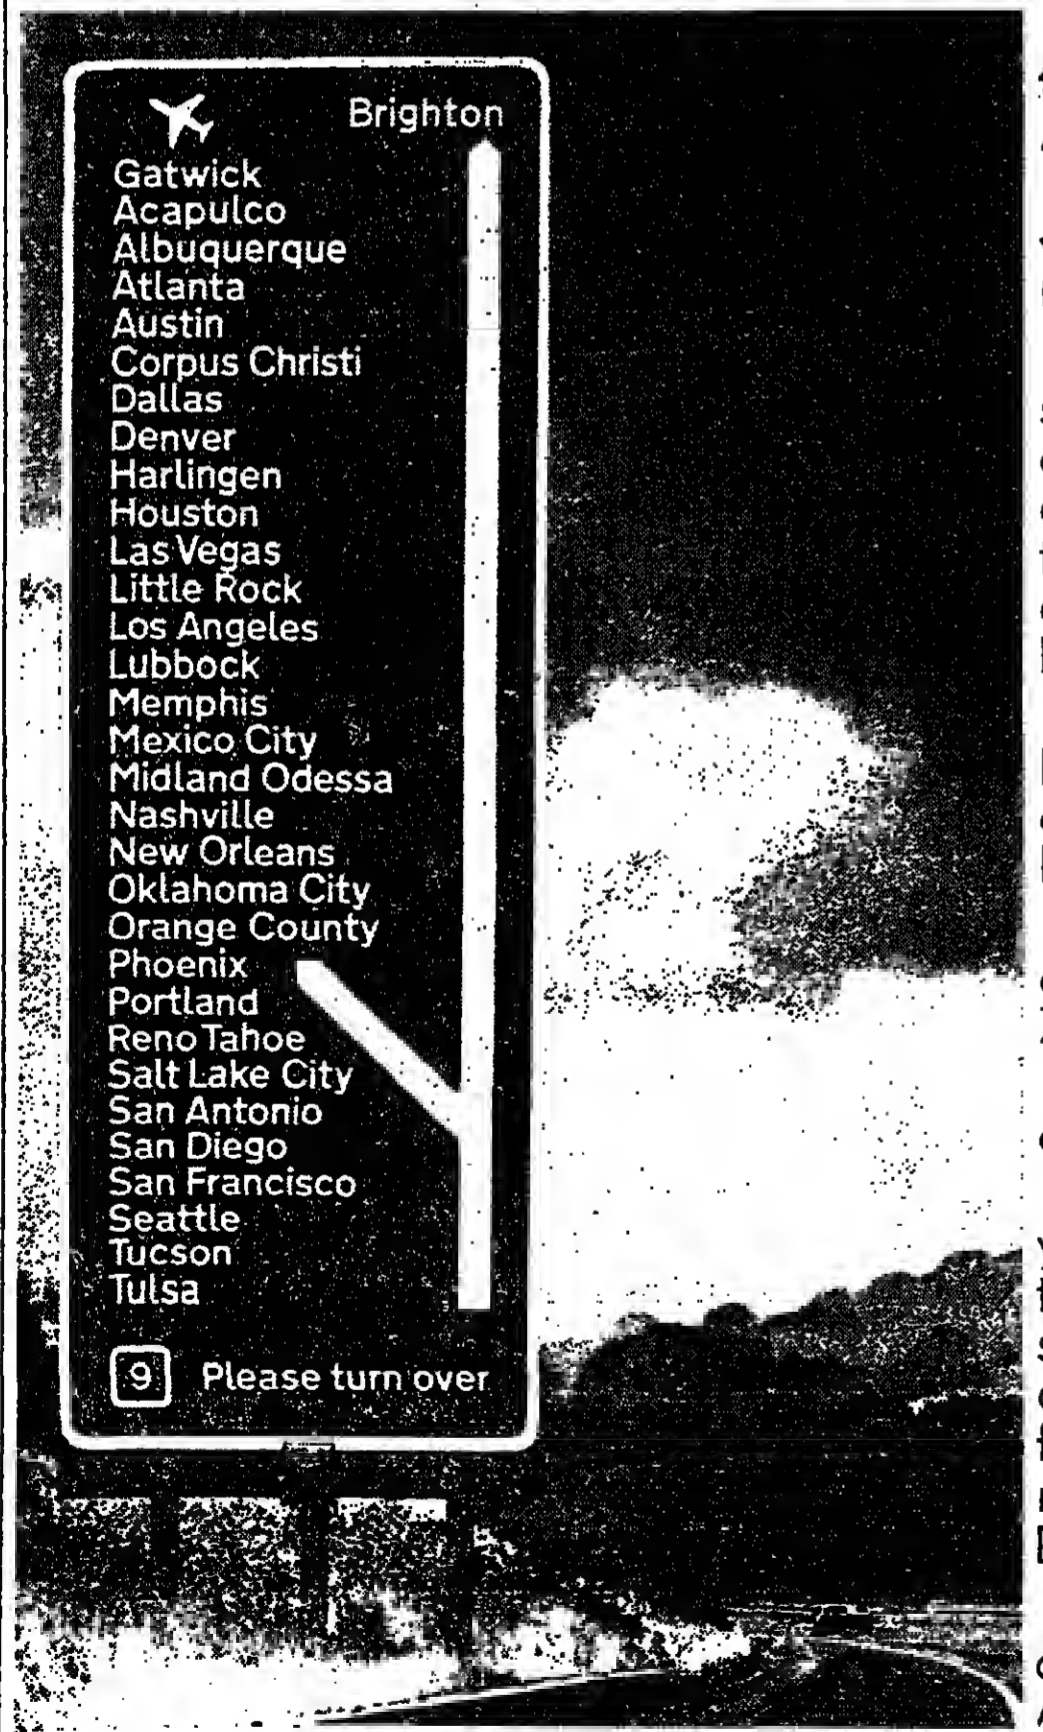 Brighton
Gatwick
Acapulco
Albuquerque
Atlanta
Austin
Corpus Christi
Dallas
Denver
Harlingen
Houston
Las Vegas
Little Rock
Los Angeles
Lubbock
Memphis
Mexico City
Midland Odessa
Nashville
New Orleans
Oklahoma City
Orange County
Phoenix
Portland
Reno Tahoe
Salt Lake City
San Antonio
San Diego
San Francisco
Seattle
Tucson
Tulsa
9 Please turn over